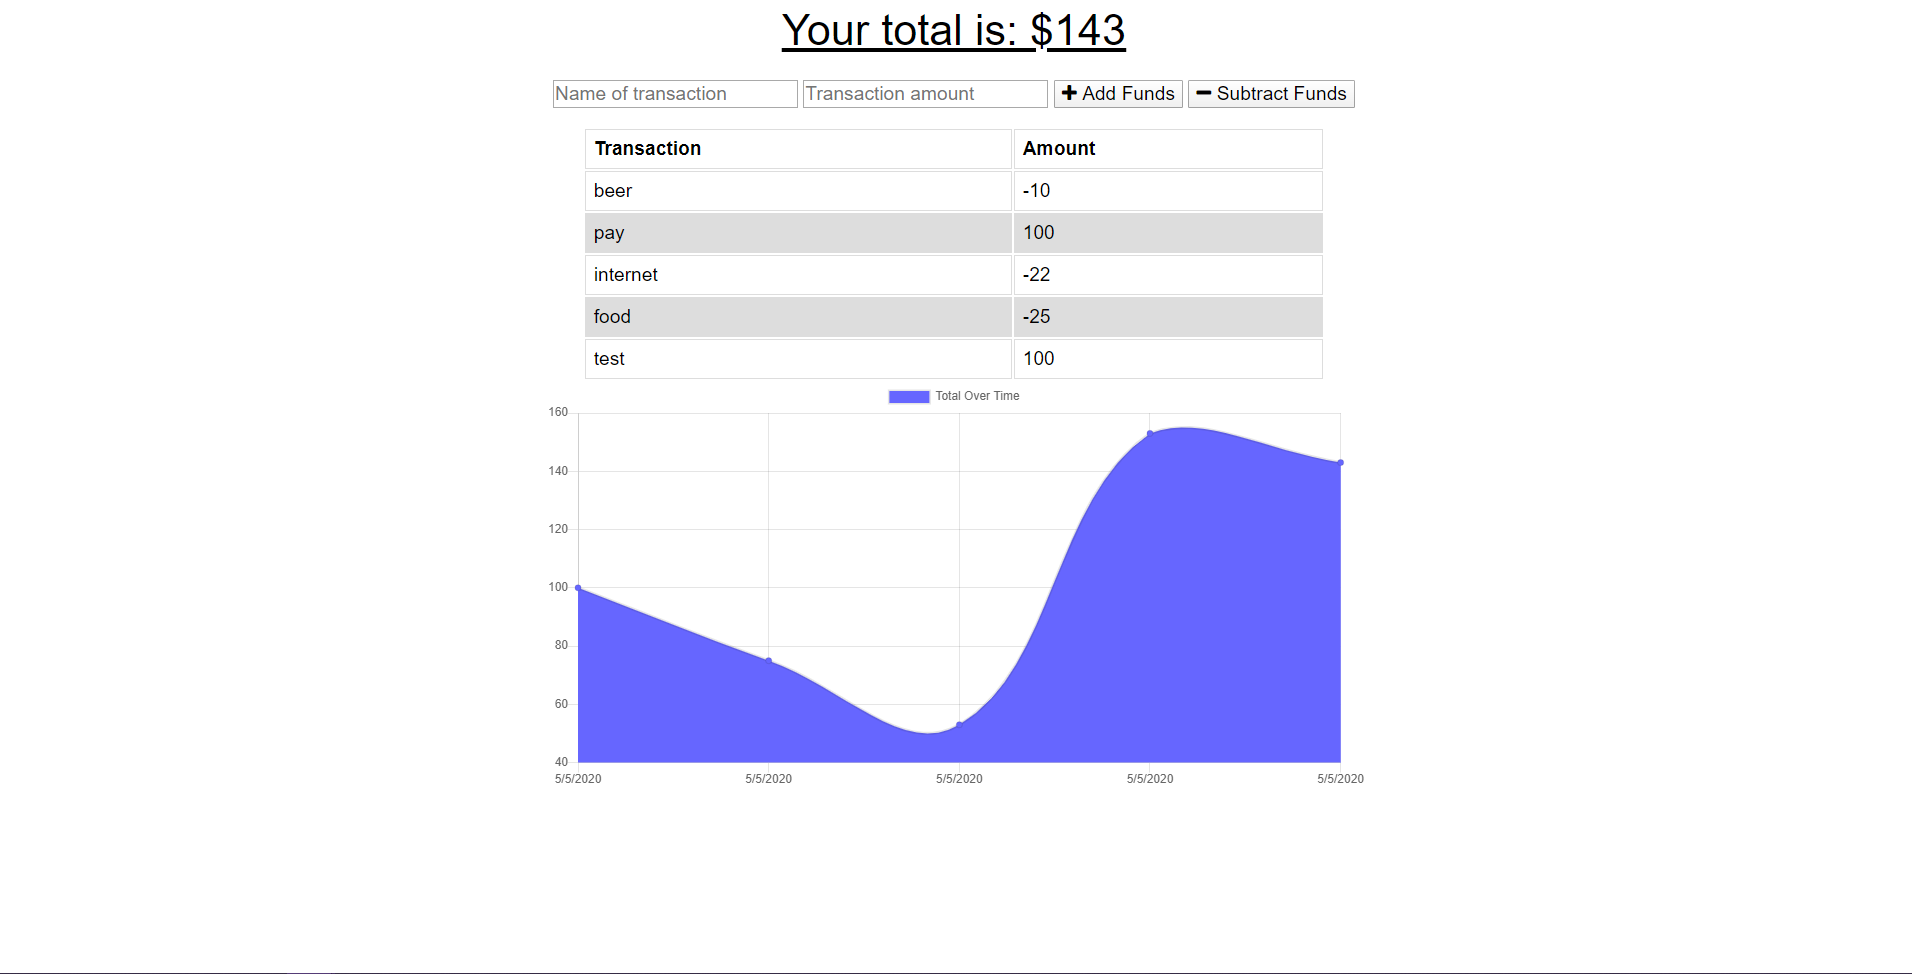 Your total is: $143
Name of transaction Transaction amount Add Funds Subtract Funds
Transaction Amount
beer -10
pay 100
internet -22
food -25
test 100
Total Over Time
160
140
120
100
80
60
40
5/5/2020 5/5/2020 5/5/2020 5/5/2020 5/5/2020